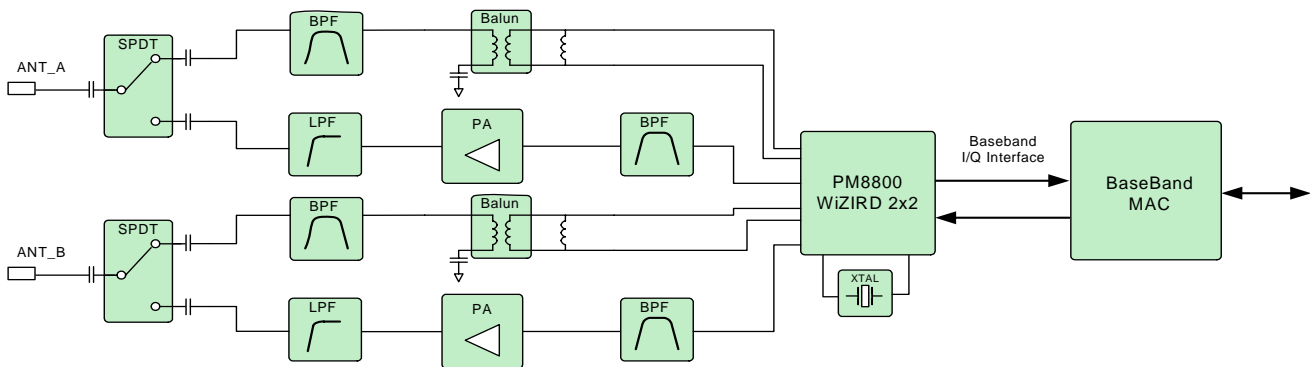 BPF
Balun
SPDT
ANT_A
LPF
PA
BPF
Baseband
I/Q Interface
PM8800
WiZIRD 2x2
BaseBand
MAC
BPF
Balun
SPDT
ANT_B
XTAL
LPF
PA
BPF